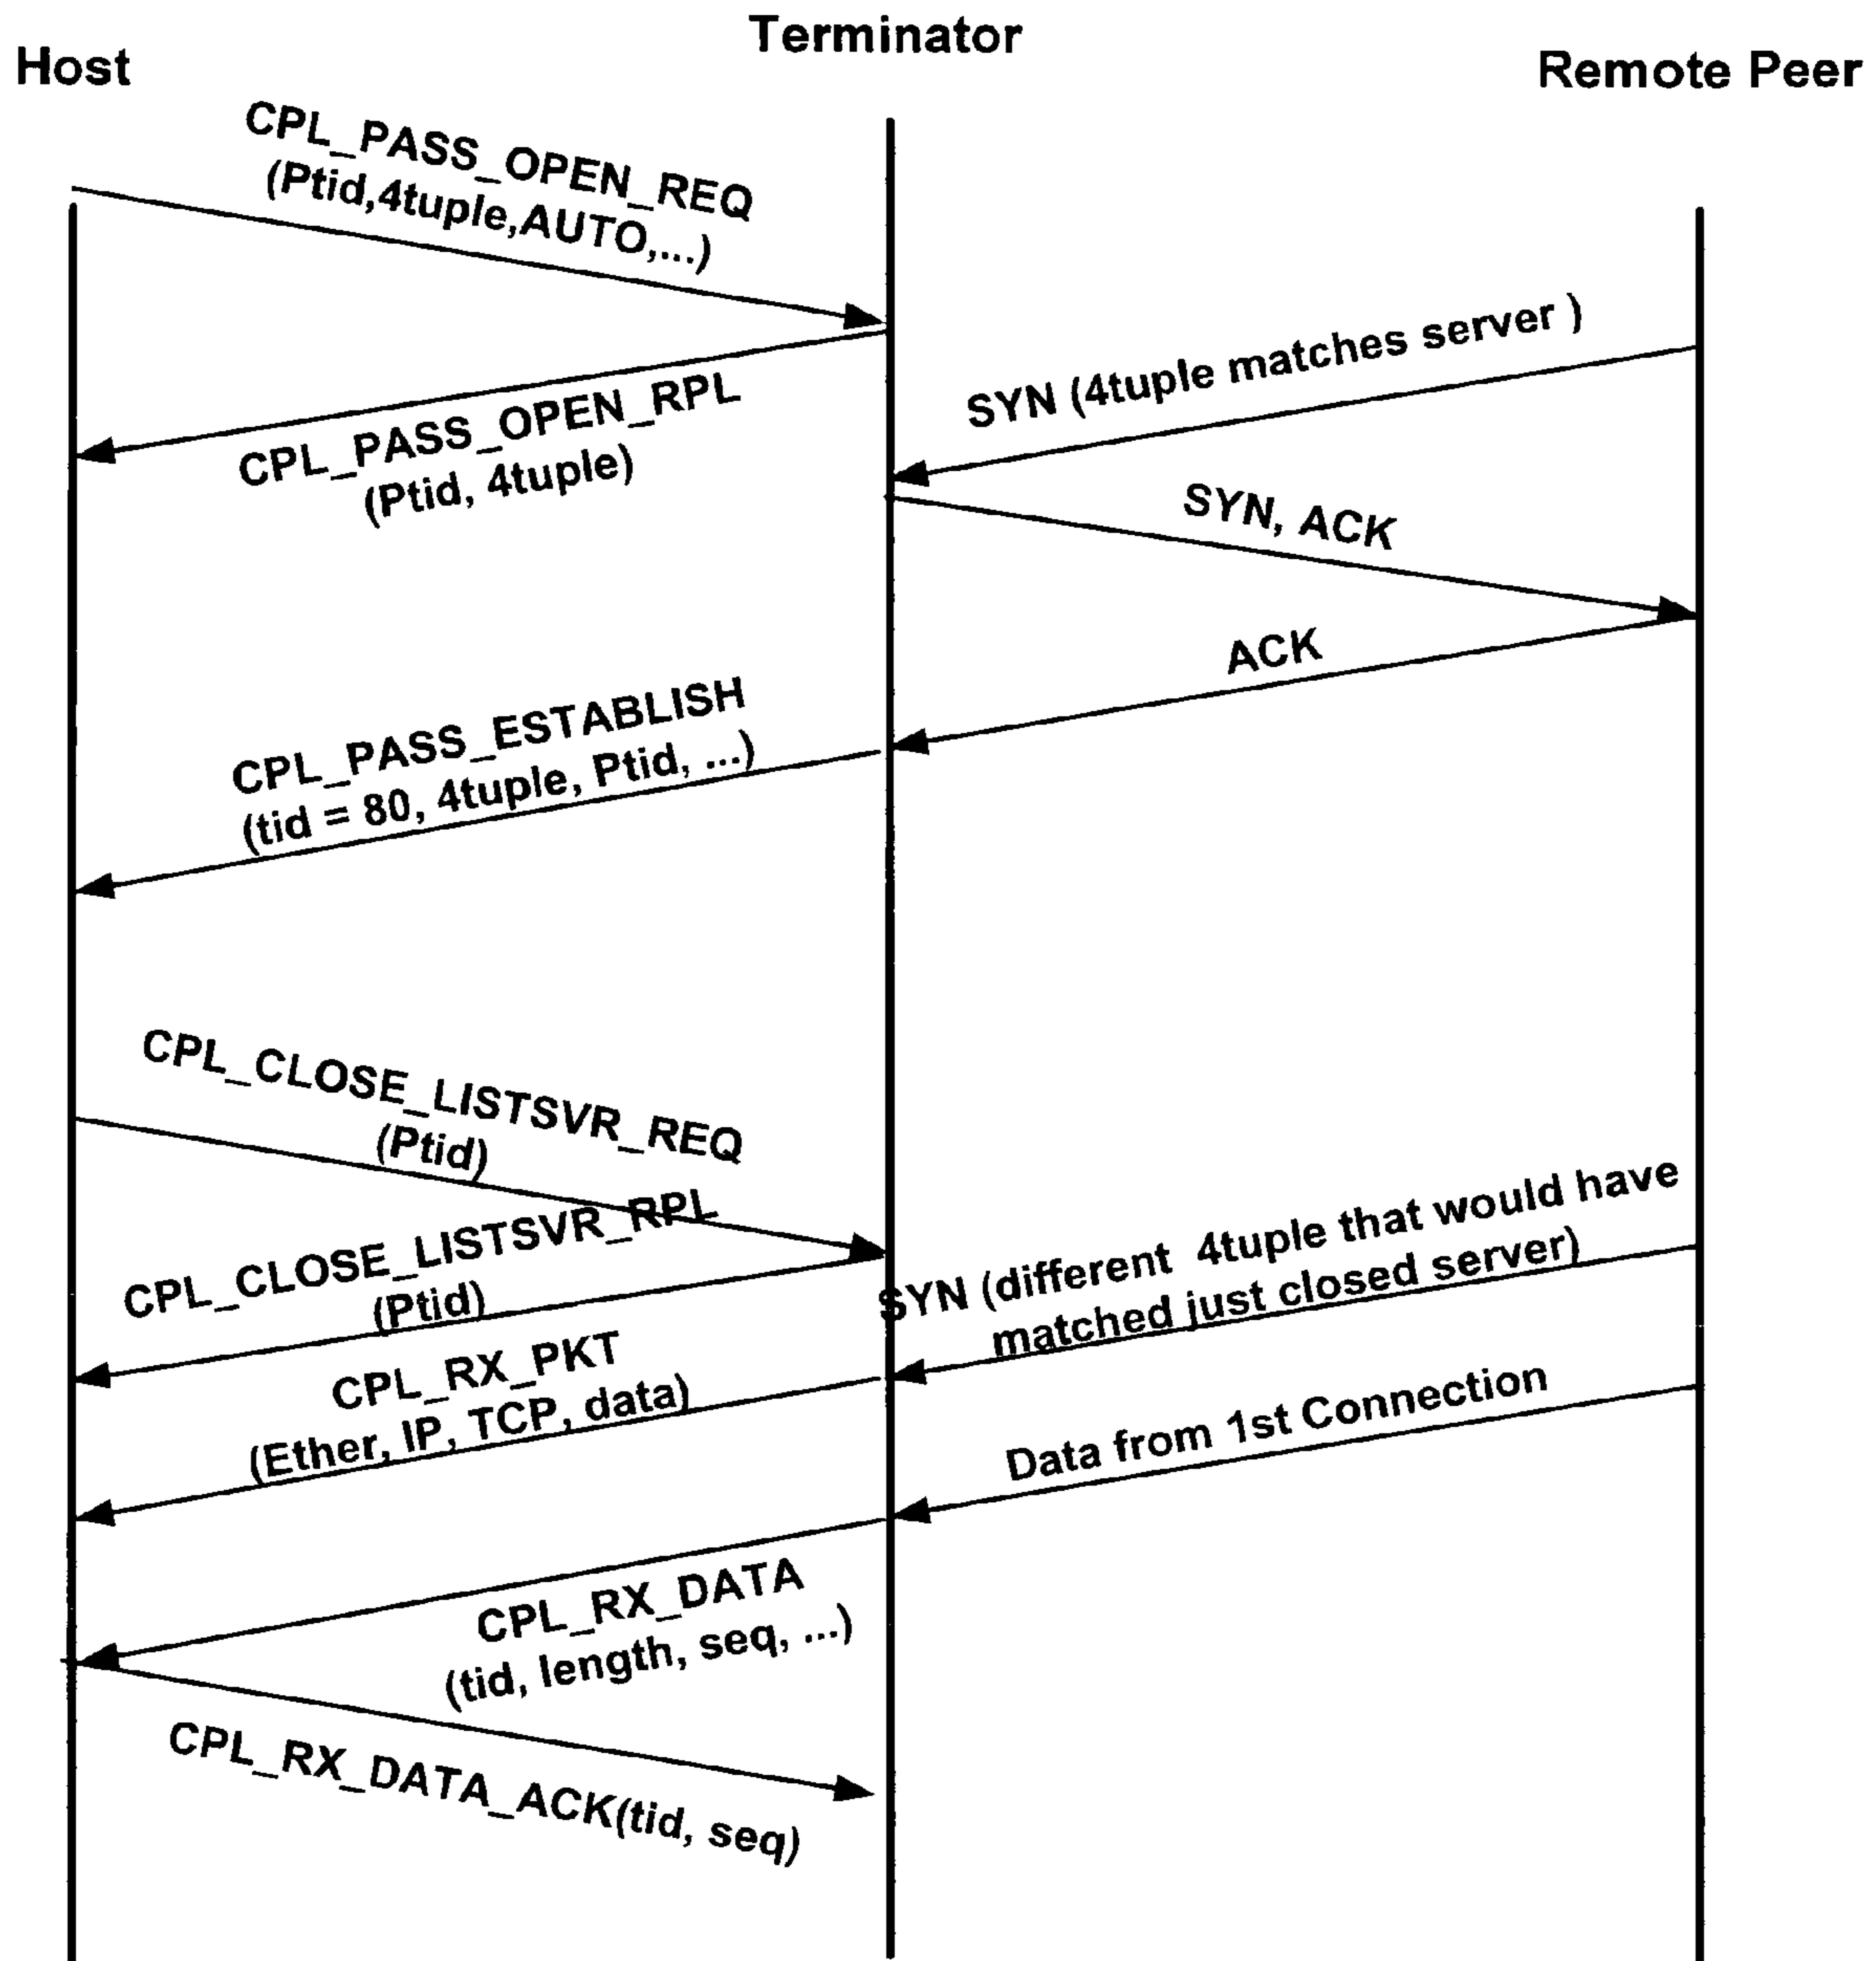 Host
Terminator
Remote Peer
CPL_PASS_OPEN_REQ
(Ptid,4tuple,AUTO,...)
SYN (4tuple matches server )
CPL_PASS_OPEN_RPL
(Ptid, 4tuple)
SYN, ACK
ACK
CPL_PASS_ESTABLISH
(tid = 80, 4tuple, Ptid, ...)
CPL_CLOSE_LISTSVR_REQ
(Ptid)
CPL_CLOSE_LISTSVR_RPL
(Ptid)
SYN (different 4tuple that would have
matched just closed server)
CPL_RX_PKT
(Ether, IP, TCP, data)
Data from 1st Connection
CPL_RX_DATA
(tid, length, seq, ...)
CPL_RX_DATA_ACK(tid, seq)